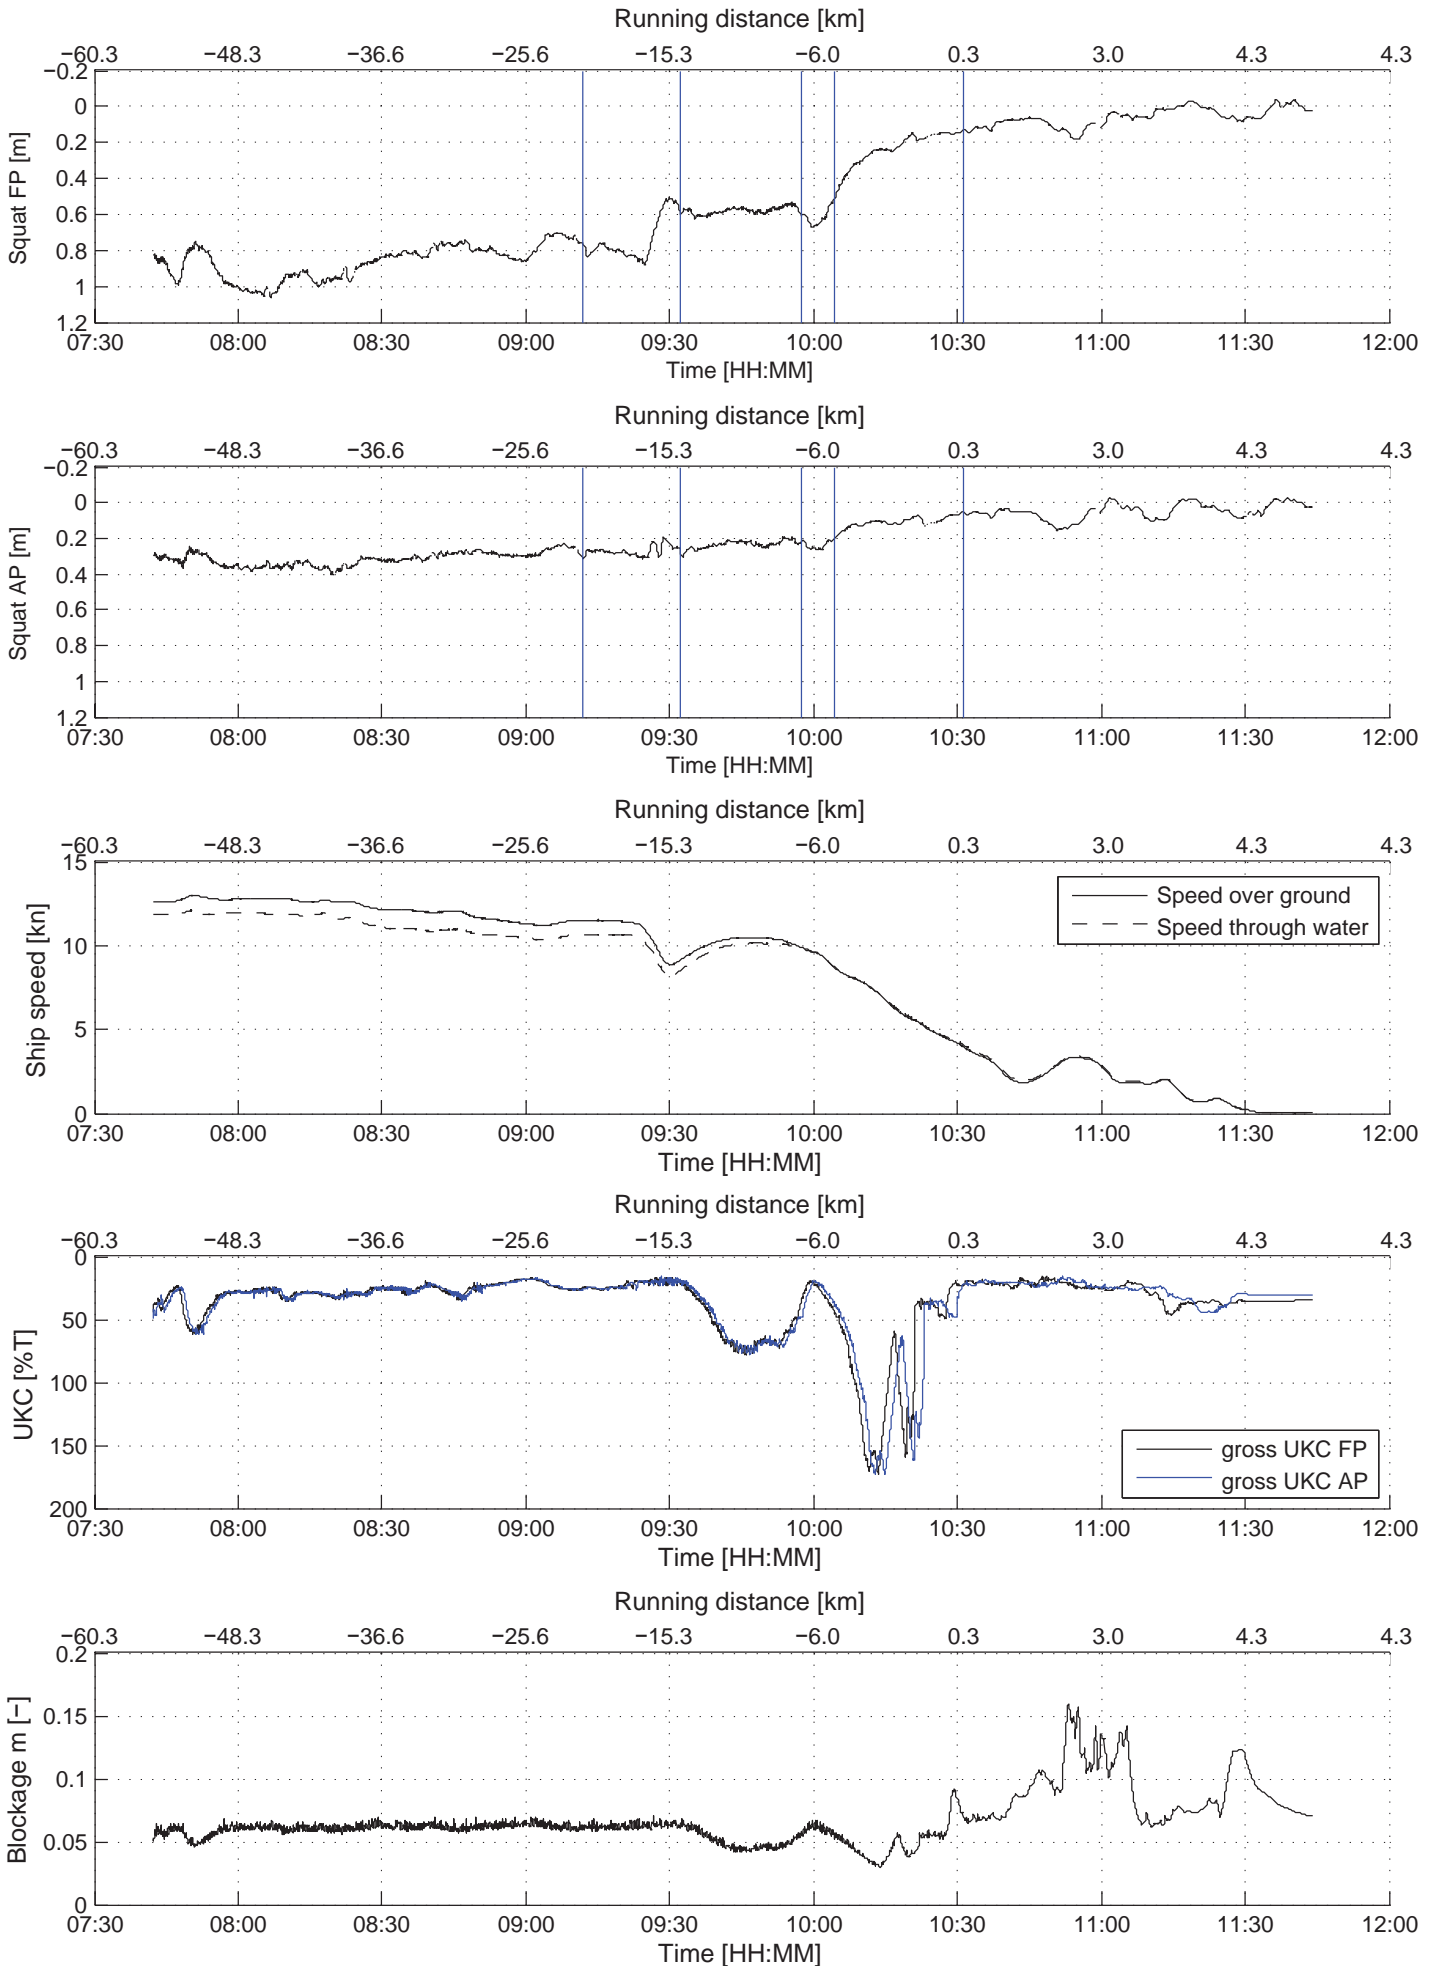 Running distance [km]
−60.3 −48.3 −36.6 −25.6 −15.3 −6.0 0.3 3.0 4.3 4.3
−0.2
0
0.2
0.4
0.6
0.8
1
1.2
Squat FP [m]
07:30 08:00 08:30 09:00 09:30 10:00 10:30 11:00 11:30 12:00
Time [HH:MM]
Running distance [km]
−60.3 −48.3 −36.6 −25.6 −15.3 −6.0 0.3 3.0 4.3 4.3
−0.2
0
0.2
0.4
0.6
0.8
1
1.2
Squat AP [m]
07:30 08:00 08:30 09:00 09:30 10:00 10:30 11:00 11:30 12:00
Time [HH:MM]
Running distance [km]
−60.3 −48.3 −36.6 −25.6 −15.3 −6.0 0.3 3.0 4.3 4.3
15
10
5
0
Ship speed [kn]
Speed over ground
Speed through water
07:30 08:00 08:30 09:00 09:30 10:00 10:30 11:00 11:30 12:00
Time [HH:MM]
Running distance [km]
−60.3 −48.3 −36.6 −25.6 −15.3 −6.0 0.3 3.0 4.3 4.3
0
50
100
150
200
UKC [%T]
gross UKC FP
gross UKC AP
07:30 08:00 08:30 09:00 09:30 10:00 10:30 11:00 11:30 12:00
Time [HH:MM]
Running distance [km]
−60.3 −48.3 −36.6 −25.6 −15.3 −6.0 0.3 3.0 4.3 4.3
0.2
0.15
0.1
0.05
0
Blockage m [−]
07:30 08:00 08:30 09:00 09:30 10:00 10:30 11:00 11:30 12:00
Time [HH:MM]